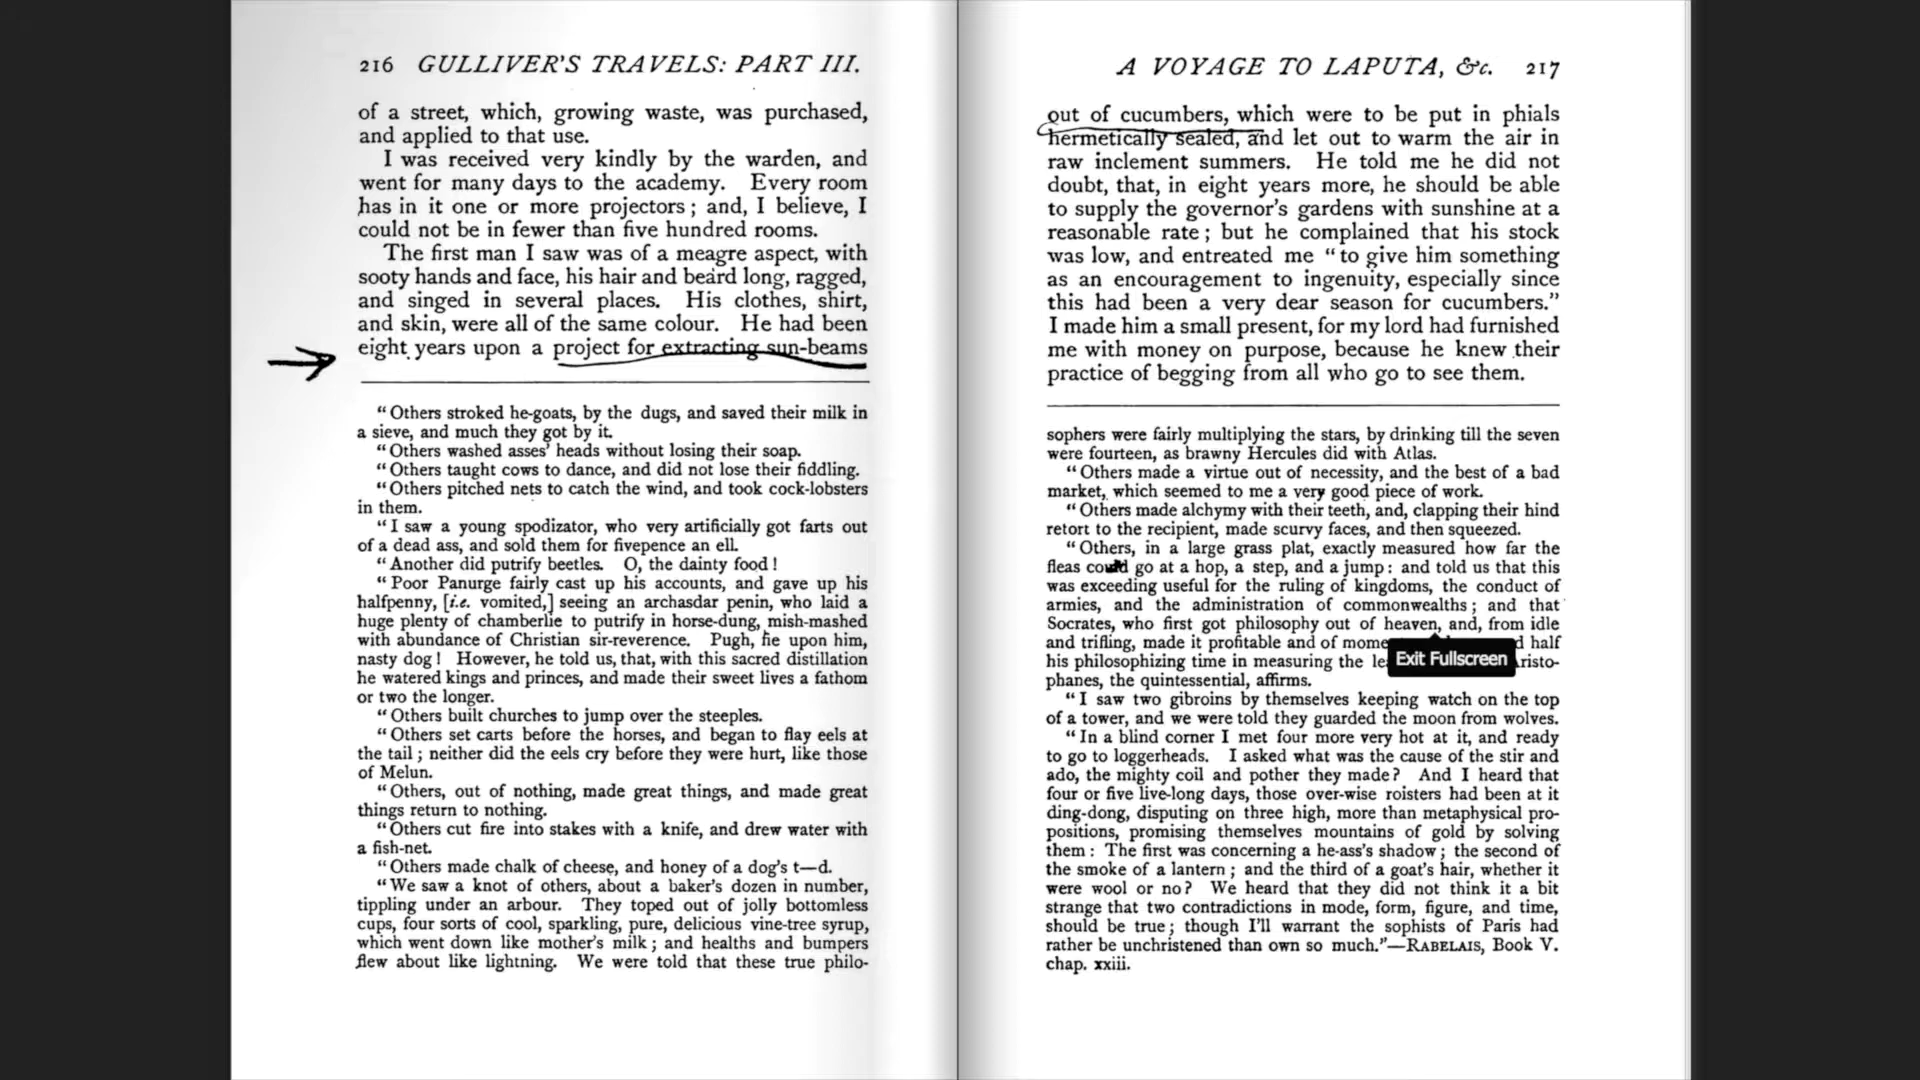 216 GULLIVER'S TRAVELS: PART III.
of a street, which, growing waste, was purchased,
and applied to that use.
I was received very kindly by the warden, and
went for many days to the academy. Every room
has in it one or more projectors; and, I believe, I
could not be in fewer than five hundred rooms.
The first man I saw was of a meagre aspect, with
sooty hands and face, his hair and beard long, ragged,
and singed in several places. His clothes, shirt,
and skin, were all of the same colour. He had been
eight years upon a project for extracting sun-beams
"Others stroked he-goats, by the dugs, and saved their milk in
a sieve, and much they got by it.
"Others washed asses' heads without losing their soap.
"Others taught cows to dance, and did not lose their fiddling.
"Others pitched nets to catch the wind, and took cock-lobsters
in them.
"I saw a young spodizator, who very artificially got farts out
of a dead ass, and sold them for fivepence an ell.
"Another did putrify beetles. O, the dainty food!
"Poor Panurge fairly cast up his accounts, and gave up his
halfpenny, [i.e. vomited,] seeing an archasdar penin, who laid a
huge plenty of chamberlie to putrify in horse-dung, mish-mashed
with abundance of Christian sir-reverence. Pugh, fie upon him,
nasty dog! However, he told us, that, with this sacred distillation
he watered kings and princes, and made their sweet lives a fathom
or two the longer.
"Others built churches to jump over the steeples.
"Others set carts before the horses, and began to flay eels at
the tail; neither did the eels cry before they were hurt, like those
of Melun.
"Others, out of nothing, made great things, and made great
things return to nothing.
"Others cut fire into stakes with a knife, and drew water with
a fish-net.
"Others made chalk of cheese, and honey of a dog's t—d.
"We saw a knot of others, about a baker's dozen in number,
tippling under an arbour. They toped out of jolly bottomless
cups, four sorts of cool, sparkling, pure, delicious vine-tree syrup,
which went down like mother's milk; and healths and bumpers
flew about like lightning. We were told that these true philo-
A VOYAGE TO LAPUTA, &c. 217
out of cucumbers, which were to be put in phials
hermetically sealed, and let out to warm the air in
raw inclement summers. He told me he did not
doubt, that, in eight years more, he should be able
to supply the governor's gardens with sunshine at a
reasonable rate; but he complained that his stock
was low, and entreated me "to give him something
as an encouragement to ingenuity, especially since
this had been a very dear season for cucumbers."
I made him a small present, for my lord had furnished
me with money on purpose, because he knew their
practice of begging from all who go to see them.
sophers were fairly multiplying the stars, by drinking till the seven
were fourteen, as brawny Hercules did with Atlas.
"Others made a virtue out of necessity, and the best of a bad
market, which seemed to me a very good piece of work.
"Others made alchymy with their teeth, and, clapping their hind
retort to the recipient, made scurvy faces, and then squeezed.
"Others, in a large grass plat, exactly measured how far the
fleas could go at a hop, a step, and a jump: and told us that this
was exceeding useful for the ruling of kingdoms, the conduct of
armies, and the administration of commonwealths; and that
Socrates, who first got philosophy out of heaven, and, from idle
and trifling, made it profitable and of half
his philosophizing time in measuring the
Exit Fullscreen
phanes, the quintessential, affirms.
"I saw two gibroins by themselves keeping watch on the top
of a tower, and we were told they guarded the moon from wolves.
"In a blind corner I met four more very hot at it, and ready
to go to loggerheads. I asked what was the cause of the stir and
ado, the mighty coil and pother they made? And I heard that
four or five live-long days, those over-wise roisters had been at it
ding-dong, disputing on three high, more than metaphysical pro-
positions, promising themselves mountains of gold by solving
them: The first was concerning a he-ass's shadow; the second of
the smoke of a lantern; and the third of a goat's hair, whether it
were wool or no? We heard that they did not think it a bit
strange that two contradictions in mode, form, figure, and time,
should be true; though I'll warrant the sophists of Paris had
rather be unchristened than own so much."—RABELAIS, Book V.
chap. xxiii.